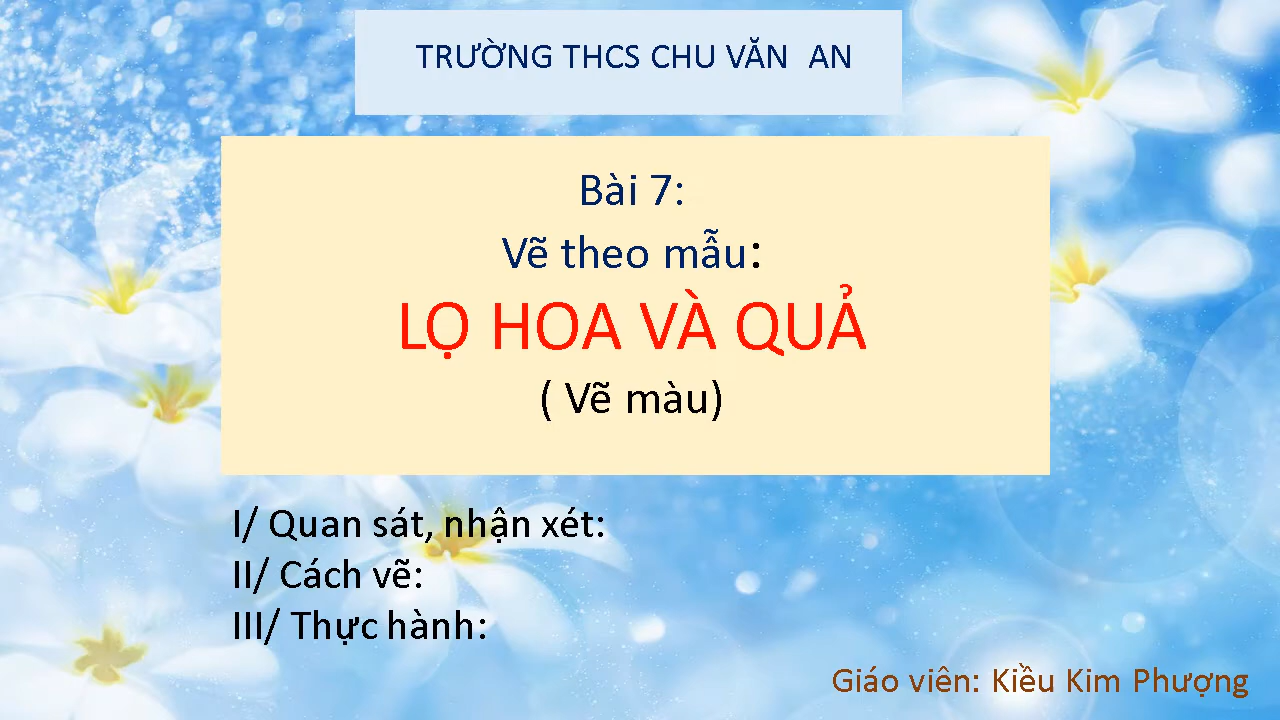 TRƯỜNG THCS CHU VĂN  AN
Bài 7:
Vẽ theo mẫu:
LỌ HOA VÀ QUẢ
( Vẽ màu)
I/ Quan sát, nhận xét:
II/ Cách vẽ:
III/ Thực hành:
Giáo viên: Kiều Kim Phượng